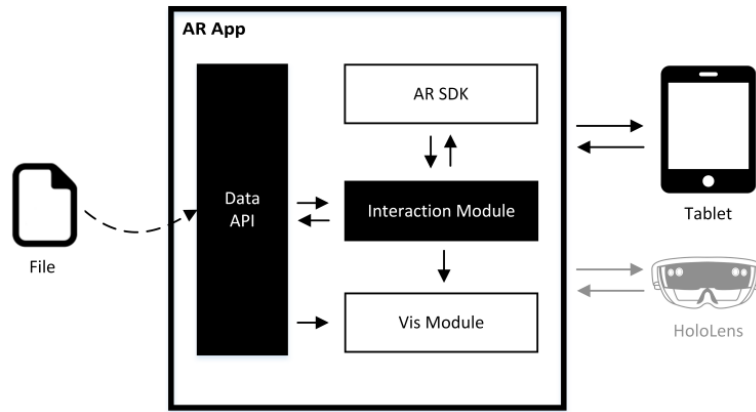 AR App
AR SDK
Data
API
Interaction Module
Vis Module
File
Tablet
HoloLens